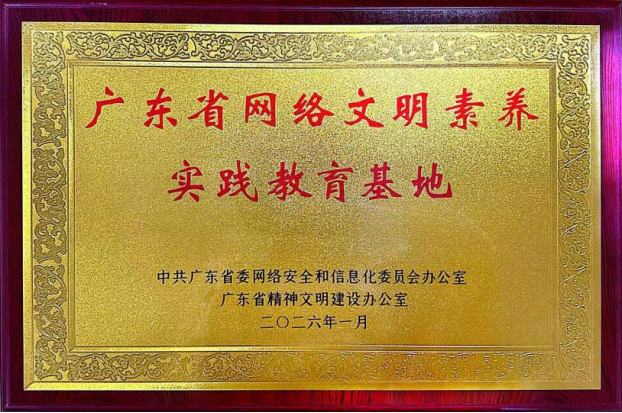 广东省网络文明素养
实践教育基地
中共广东省委网络安全和信息化委员会办公室
广东省精神文明建设办公室
二〇二六年一月